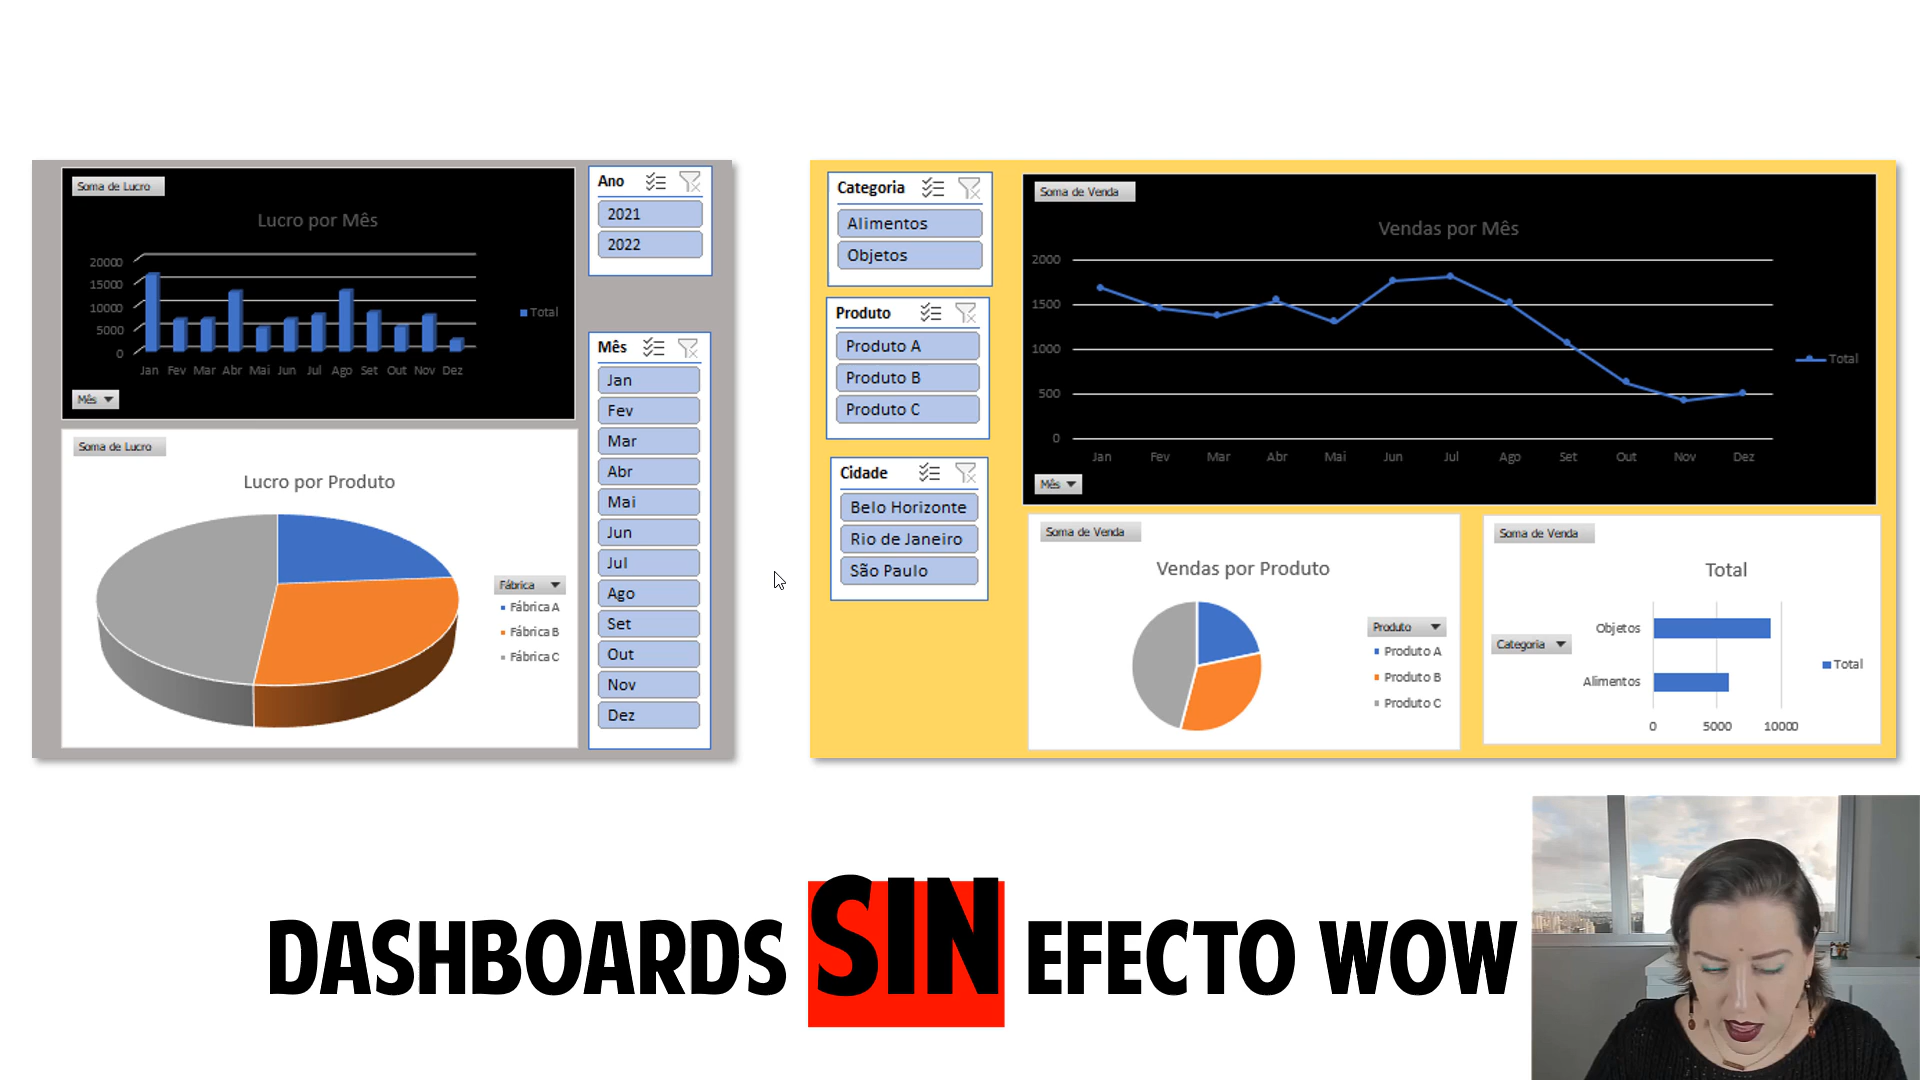 Soma de Lucro
Lucro por Mês
20000
15000
10000
5000
0
Jan Fev Mar Abr Mai Jun Jul Ago Set Out Nov Dez
Total
Mês
Ano
2021
2022
Mês
Jan
Fev
Mar
Abr
Mai
Jun
Jul
Ago
Set
Out
Nov
Dez
Soma de Lucro
Lucro por Produto
Fábrica
Fábrica A
Fábrica B
Fábrica C
Categoria
Alimentos
Objetos
Produto
Produto A
Produto B
Produto C
Cidade
Belo Horizonte
Rio de Janeiro
São Paulo
Soma de Venda
Vendas por Mês
2000
1500
1000
500
0
Jan Fev Mar Abr Mai Jun Jul Ago Set Out Nov Dez
Total
Mês
Soma de Venda
Vendas por Produto
Produto
Produto A
Produto B
Produto C
Soma de Venda
Total
Objetos
Categoria
Alimentos
0 5000 10000
Total
DASHBOARDS SIN EFECTO WOW